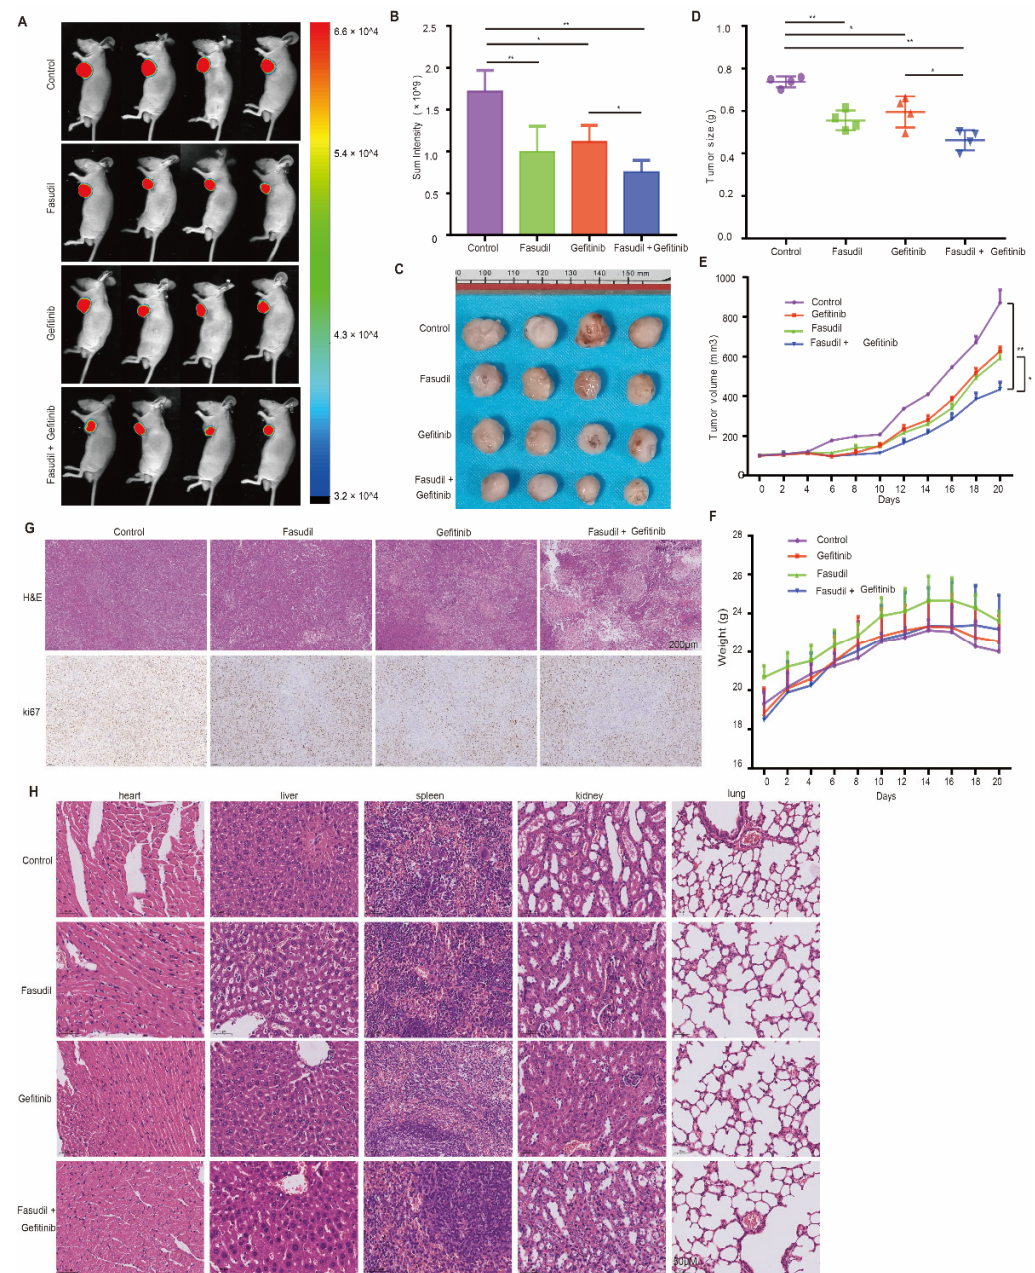 A
Control
Fasudil
Gefitinib
Fasudil + Gefitinib
6.6 × 10^4
5.4 × 10^4
4.3 × 10^4
3.2 × 10^4
B
**
*
**
*
Sum Intensity ( × 10^9)
2.5
2.0
1.5
1.0
0.5
0
Control Fasudil Gefitinib Fasudil + Gefitinib
C
90 100 110 120 130 140 150 mm
Control
Fasudil
Gefitinib
Fasudil +
Gefitinib
D
**
*
**
*
Tumor size (g)
1.0
0.8
0.6
0.4
0.2
0.0
Control Fasudil Gefitinib Fasudil + Gefitinib
E
Tumor volume (mm3)
1000
800
600
400
200
0
Control
Gefitinib
Fasudil
Fasudil + Gefitinib
**
*
0 2 4 6 8 10 12 14 16 18 20
Days
F
Weight (g)
28
26
24
22
20
18
16
Control
Gefitinib
Fasudil
Fasudil + Gefitinib
0 2 4 6 8 10 12 14 16 18 20
Days
G
Control Fasudil Gefitinib Fasudil + Gefitinib
H&E
200μm
ki67
H
heart liver spleen kidney lung
Control
Fasudil
Gefitinib
Fasudil +
Gefitinib